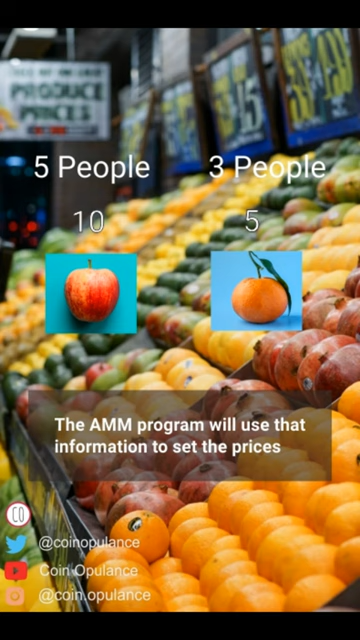 PRODUCE
PRICES
5 People
3 People
10
5
The AMM program will use that
information to set the prices
CO
@coinopulance
Coin Opulance
@coin.opulance